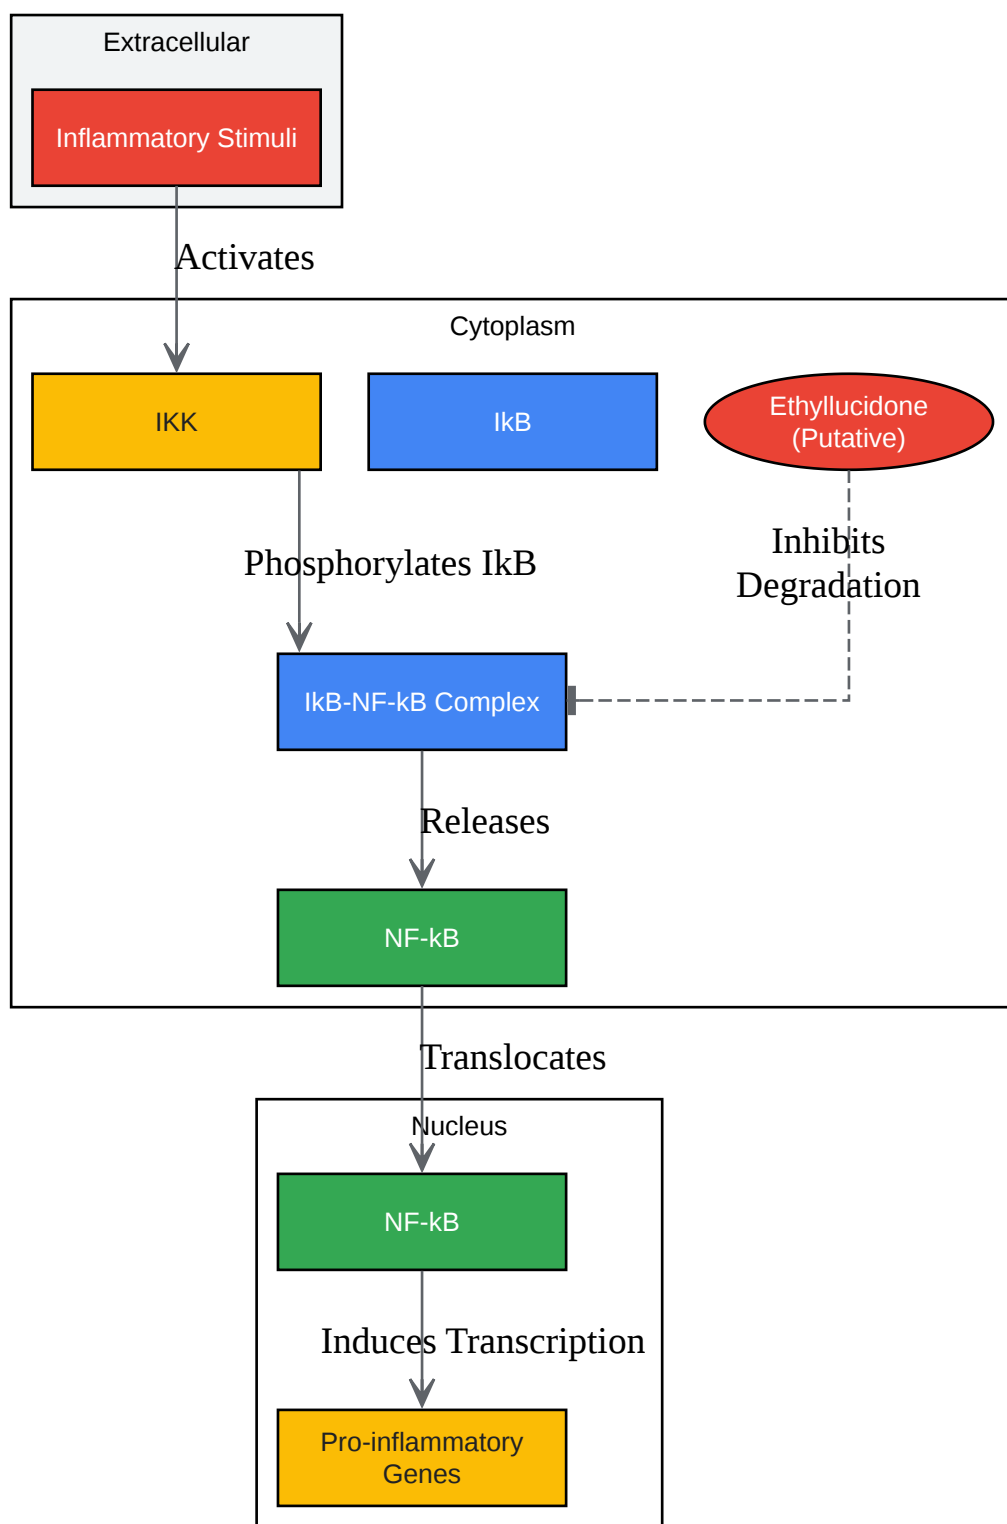 Extracellular
Inflammatory Stimuli
Activates
Cytoplasm
IKK
IkB
Ethyllucidone
(Putative)
Phosphorylates IkB
Inhibits
Degradation
IkB-NF-kB Complex
Releases
NF-kB
Translocates
Nucleus
NF-kB
Induces Transcription
Pro-inflammatory
Genes